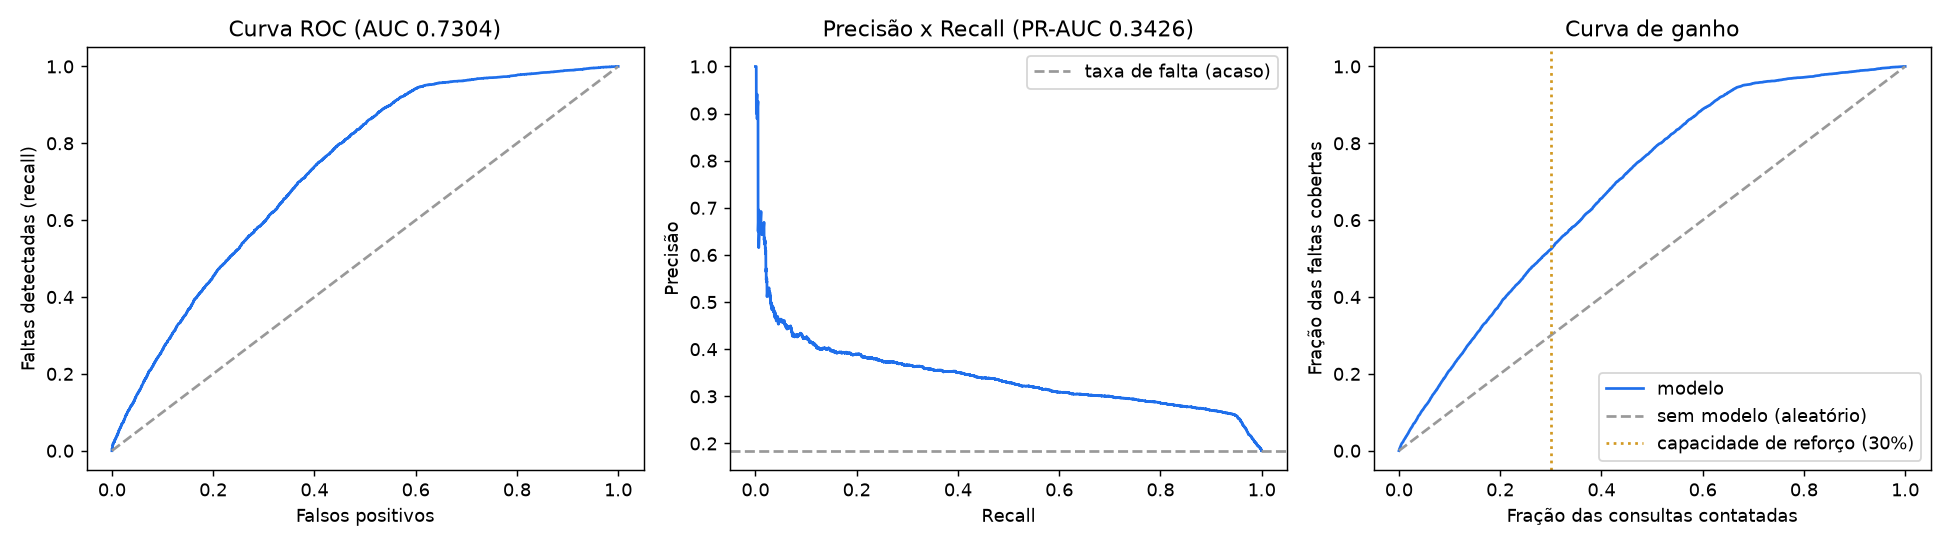 Curva ROC (AUC 0.7304)
1.0
0.8
0.6
0.4
0.2
0.0
Faltas detectadas (recall)
0.0 0.2 0.4 0.6 0.8 1.0
Falsos positivos
Precisão x Recall (PR-AUC 0.3426)
taxa de falta (acaso)
1.0
0.9
0.8
0.7
0.6
0.5
0.4
0.3
0.2
Precisão
0.0 0.2 0.4 0.6 0.8 1.0
Recall
Curva de ganho
1.0
0.8
0.6
0.4
0.2
0.0
Fração das faltas cobertas
modelo
sem modelo (aleatório)
capacidade de reforço (30%)
0.0 0.2 0.4 0.6 0.8 1.0
Fração das consultas contatadas